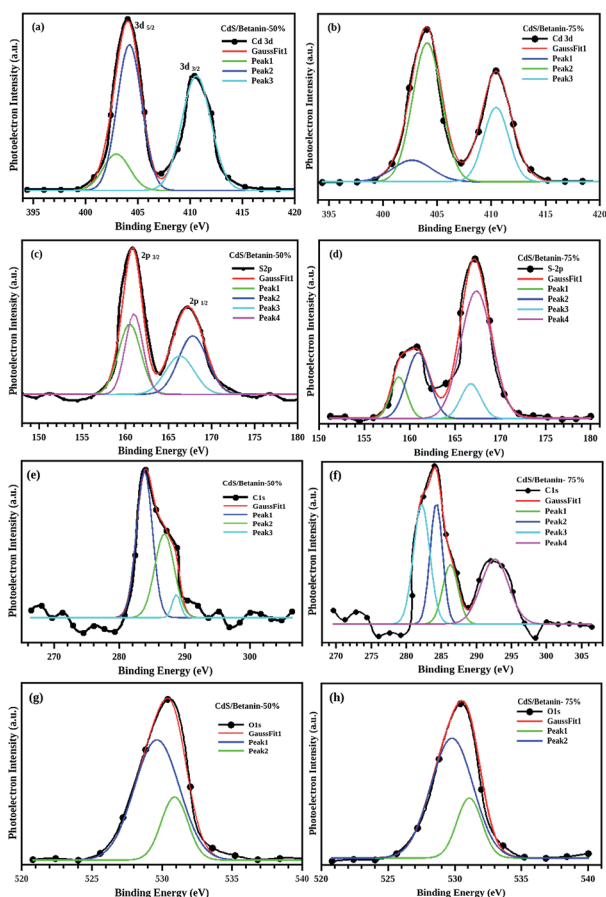 (a)
CdS/Betanin-50%
3d 5/2
3d 3/2
Cd 3d
GaussFit1
Peak1
Peak2
Peak3
Photoelectron Intensity (a.u.)
395 400 405 410 415 420
Binding Energy (eV)
(b)
CdS/Betanin-75%
Cd 3d
GaussFit1
Peak1
Peak2
Peak3
Photoelectron Intensity (a.u.)
395 400 405 410 415 420
Binding Energy (eV)
(c)
CdS/Betanin-50%
2p 3/2
2p 1/2
S2p
GaussFit1
Peak1
Peak2
Peak3
Peak4
Photoelectron Intensity (a.u.)
150 155 160 165 170 175 180
Binding Energy (eV)
(d)
CdS/Betanin-75%
S-2p
GaussFit1
Peak1
Peak2
Peak3
Peak4
Photoelectron Intensity (a.u.)
150 155 160 165 170 175 180
Binding Energy (eV)
(e)
CdS/Betanin-50%
C1s
GaussFit1
Peak1
Peak2
Peak3
Photoelectron Intensity (a.u.)
270 280 290 300
Binding Energy (eV)
(f)
CdS/Betanin- 75%
C1s
GaussFit1
Peak1
Peak2
Peak3
Peak4
Photoelectron Intensity (a.u.)
270 275 280 285 290 295 300 305
Binding Energy (eV)
(g)
CdS/Betanin-50%
O1s
GaussFit1
Peak1
Peak2
Photoelectron Intensity (a.u.)
520 525 530 535 540
Binding Energy (eV)
(h)
CdS/Betanin- 75%
O1s
GaussFit1
Peak1
Peak2
Photoelectron Intensity (a.u.)
520 525 530 535 540
Binding Energy (eV)